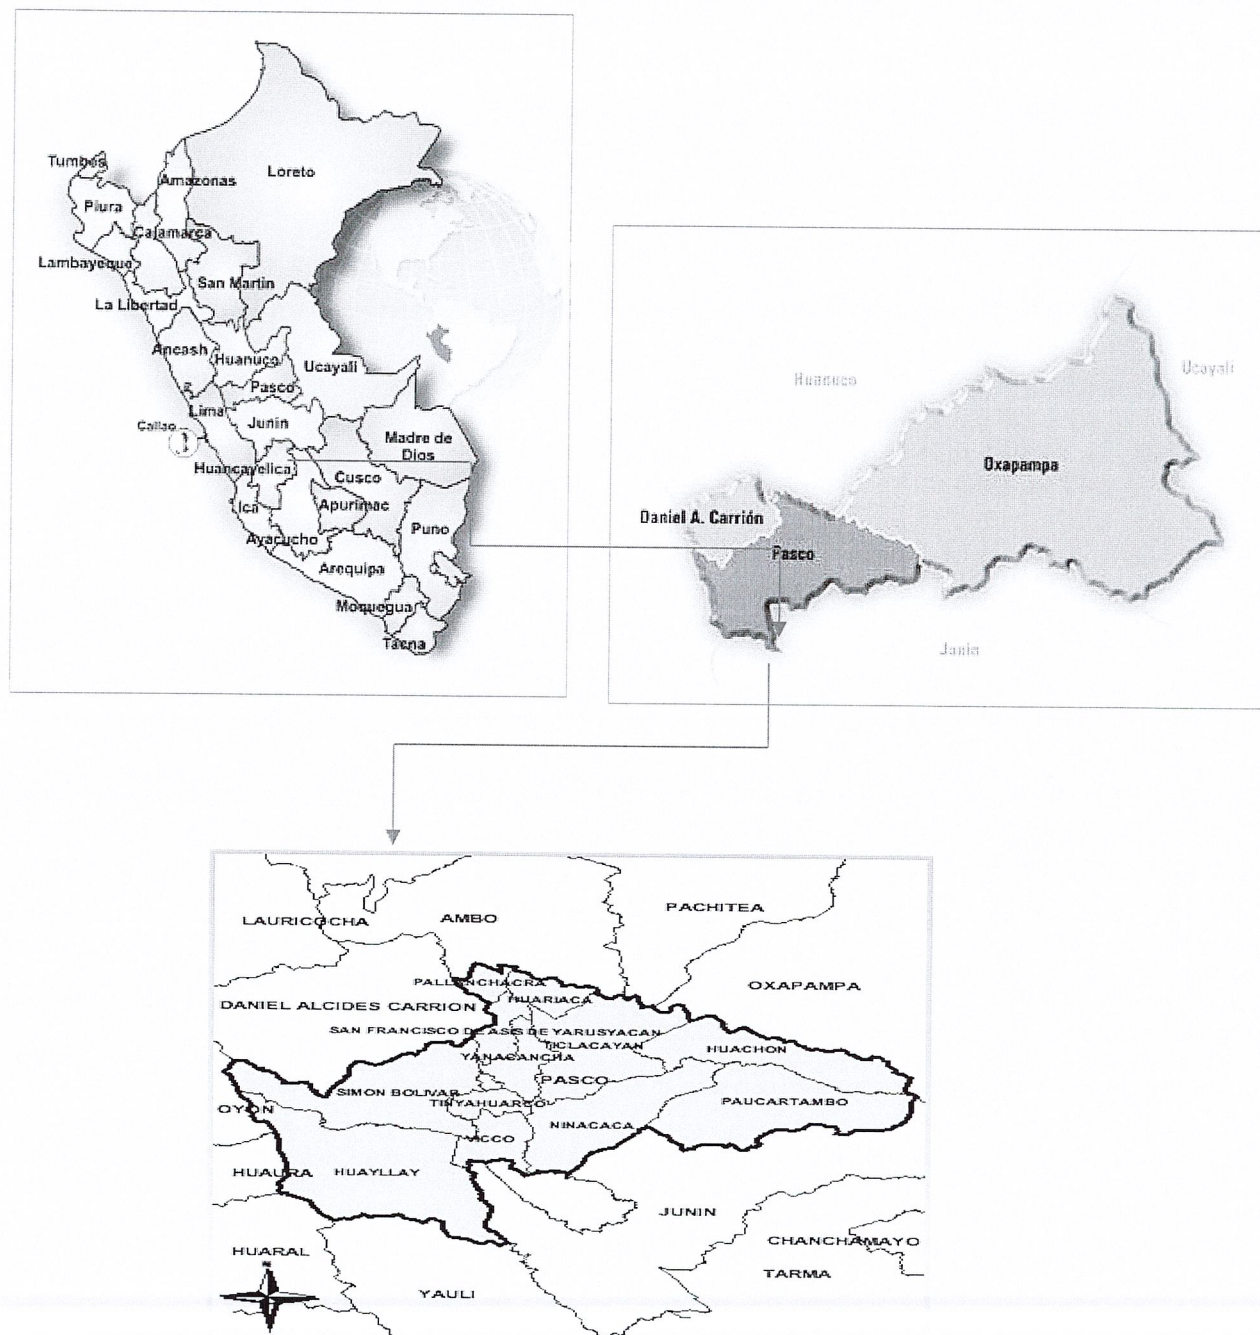 Tumbes
Loreto
Amazonas
Piura
Cajamarca
Lambayeque
San Martin
La Libertad
Ancash
Huanuco
Ucayali
Pasco
Lima
Junin
Callao
Madre de
Dios
Huancavelica
Cusco
Ica
Apurimac
Puno
Ayacucho
Arequipa
Moquegua
Tacna
Huanuco
Ucayali
Oxapampa
Daniel A. Carrión
Pasco
Junin
LAURICOCHA
AMBO
PACHITEA
PALLANCHACRA
OXAPAMPA
HUARIACA
DANIEL ALCIDES CARRION
SAN FRANCISCO DE ASIS DE YARUSYACAN
TICLACAYAN
HUACHON
YANACANCHA
PASCO
SIMON BOLIVAR
TINYAHUARCO
PAUCARTAMBO
OYON
NINACACA
VICCO
HUAURA
HUAYLLAY
JUNIN
CHANCHAMAYO
HUARAL
N
TARMA
YAULI